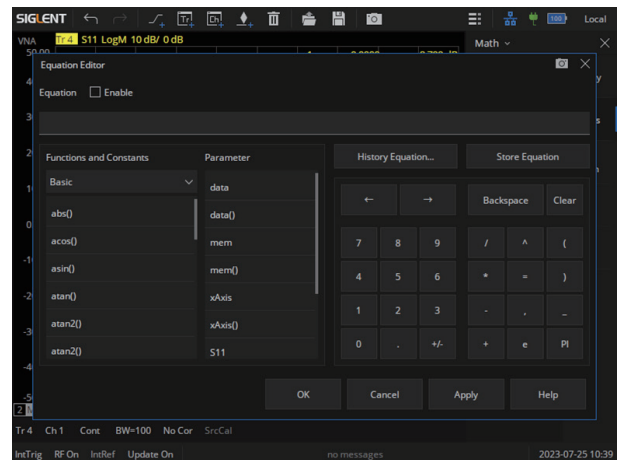 SIGLENT Tr Local
VNA Tr 4 S11 LogM 10 dB/ 0 dB Math
Equation Editor
Equation Enable
Functions and Constants Parameter History Equation... Store Equation
Basic data
← → Backspace Clear
abs() data()
acos() mem 7 8 9 / ^ (
asin() mem() 4 5 6 * = )
atan() xAxis
atan2() xAxis() 1 2 3 - , _
atan2() S11 0 . +/- + e PI
OK Cancel Apply Help
Tr 4 Ch 1 Cont BW=100 No Cor SrcCal
IntTrig RF On IntRef Update On no messages 2023-07-25 10:39